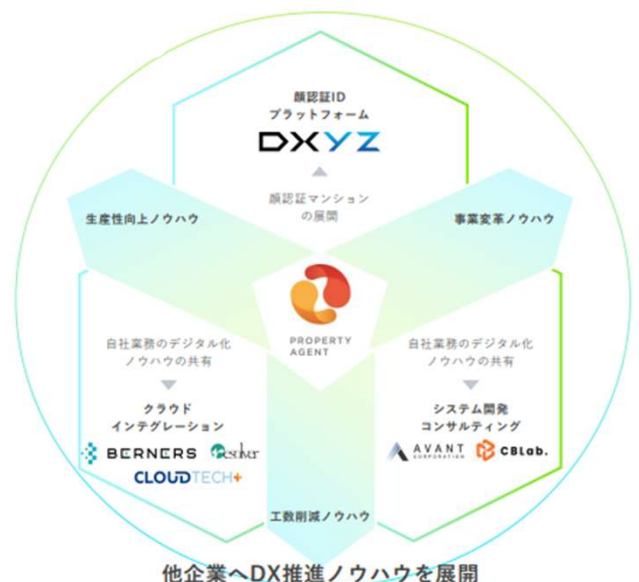 顔認証ID
プラットフォーム
DXYZ
顔認証マンション
の展開
生産性向上ノウハウ
事業変革ノウハウ
PROPERTY
AGENT
自社業務のデジタル化
ノウハウの共有
クラウド
インテグレーション
BERNERS
CLOUDTECH+
自社業務のデジタル化
ノウハウの共有
システム開発
コンサルティング
AVANT
CORPORATION
CBLab.
工数削減ノウハウ
他企業へDX推進ノウハウを展開